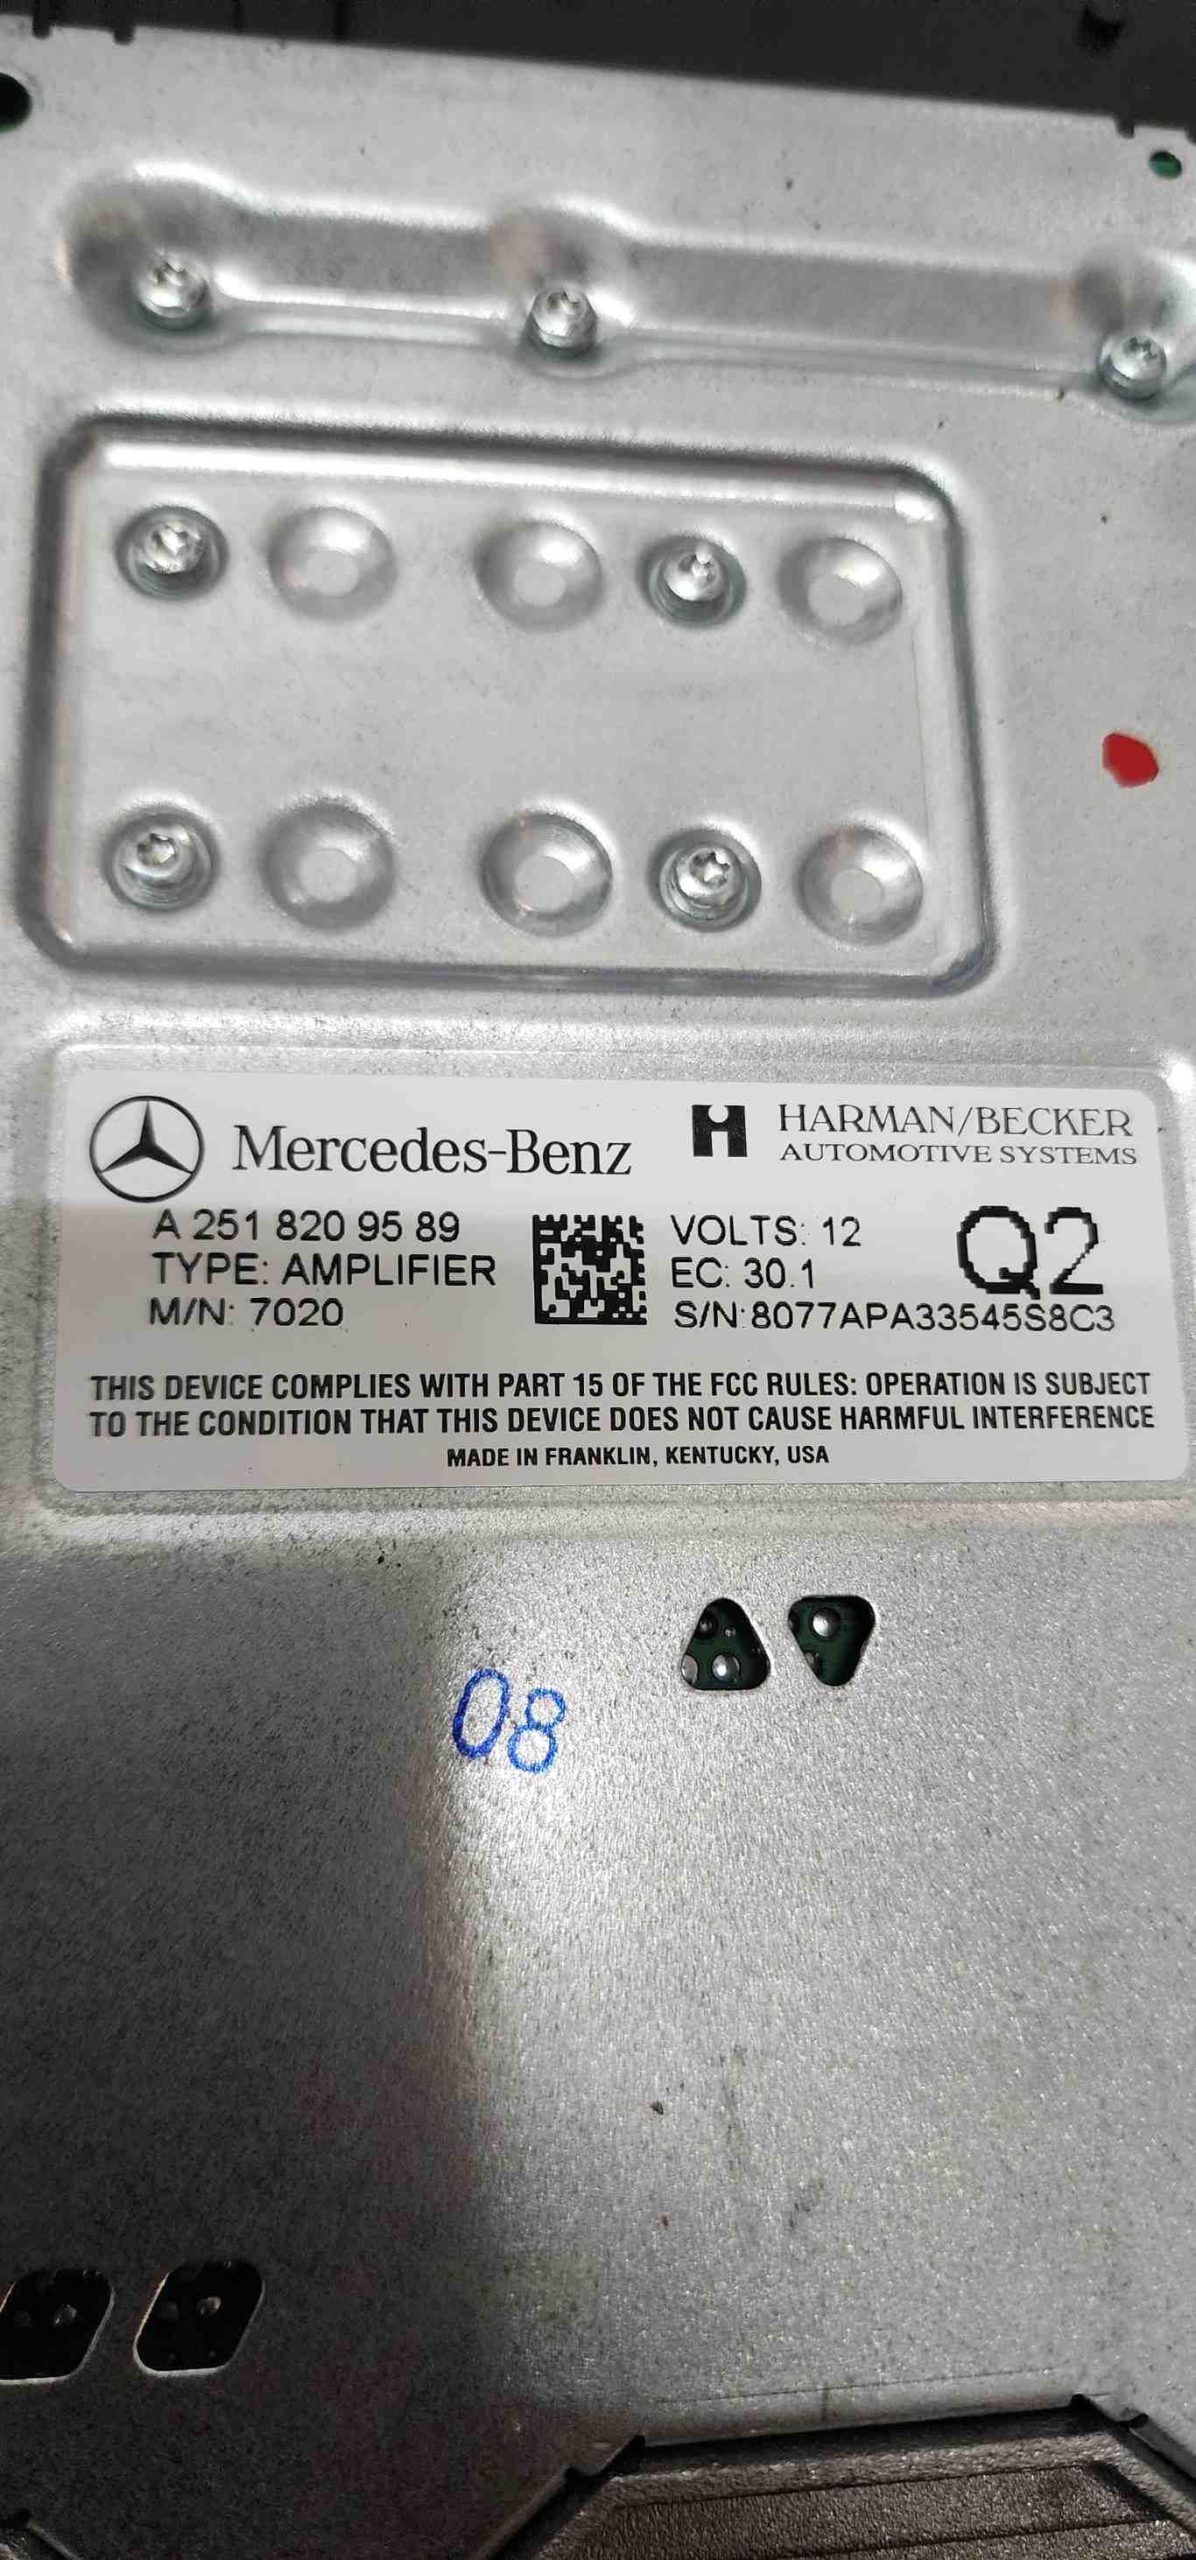 Mercedes-Benz
HARMAN/BECKER
AUTOMOTIVE SYSTEMS
A 251 820 95 89
TYPE: AMPLIFIER
M/N: 7020
VOLTS: 12
EC: 30.1
S/N:8077APA33545S8C3
Q2
THIS DEVICE COMPLIES WITH PART 15 OF THE FCC RULES: OPERATION IS SUBJECT
TO THE CONDITION THAT THIS DEVICE DOES NOT CAUSE HARMFUL INTERFERENCE
MADE IN FRANKLIN, KENTUCKY, USA
08